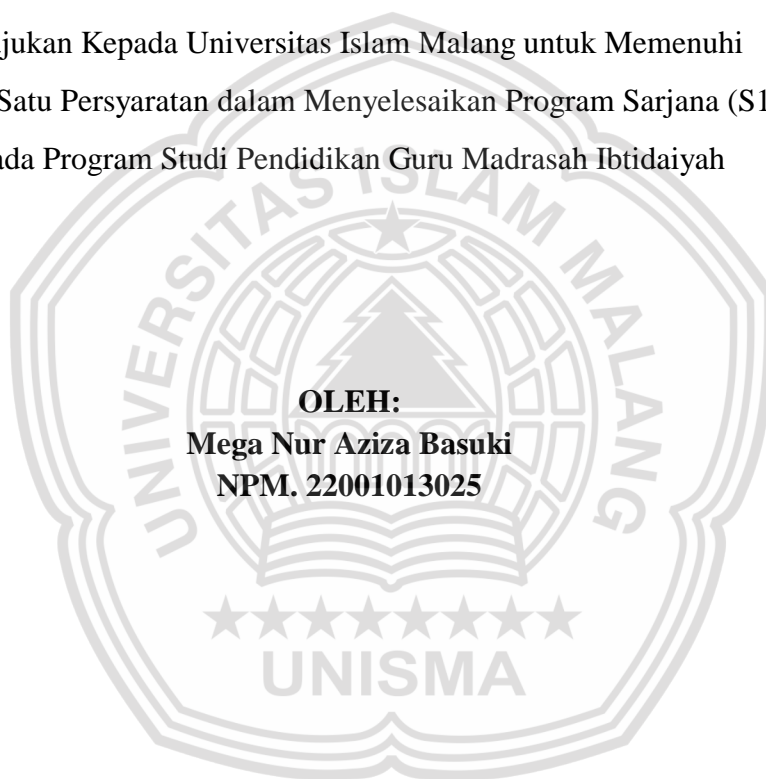 jukan Kepada Universitas Islam Malang untuk Memenuhi
Satu Persyaratan dalam Menyelesaikan Program Sarjana (S1
ada Program Studi Pendidikan Guru Madrasah Ibtidaiyah
UNIVERSITAS ISLAM MALANG
OLEH:
Mega Nur Aziza Basuki
NPM. 22001013025
UNISMA